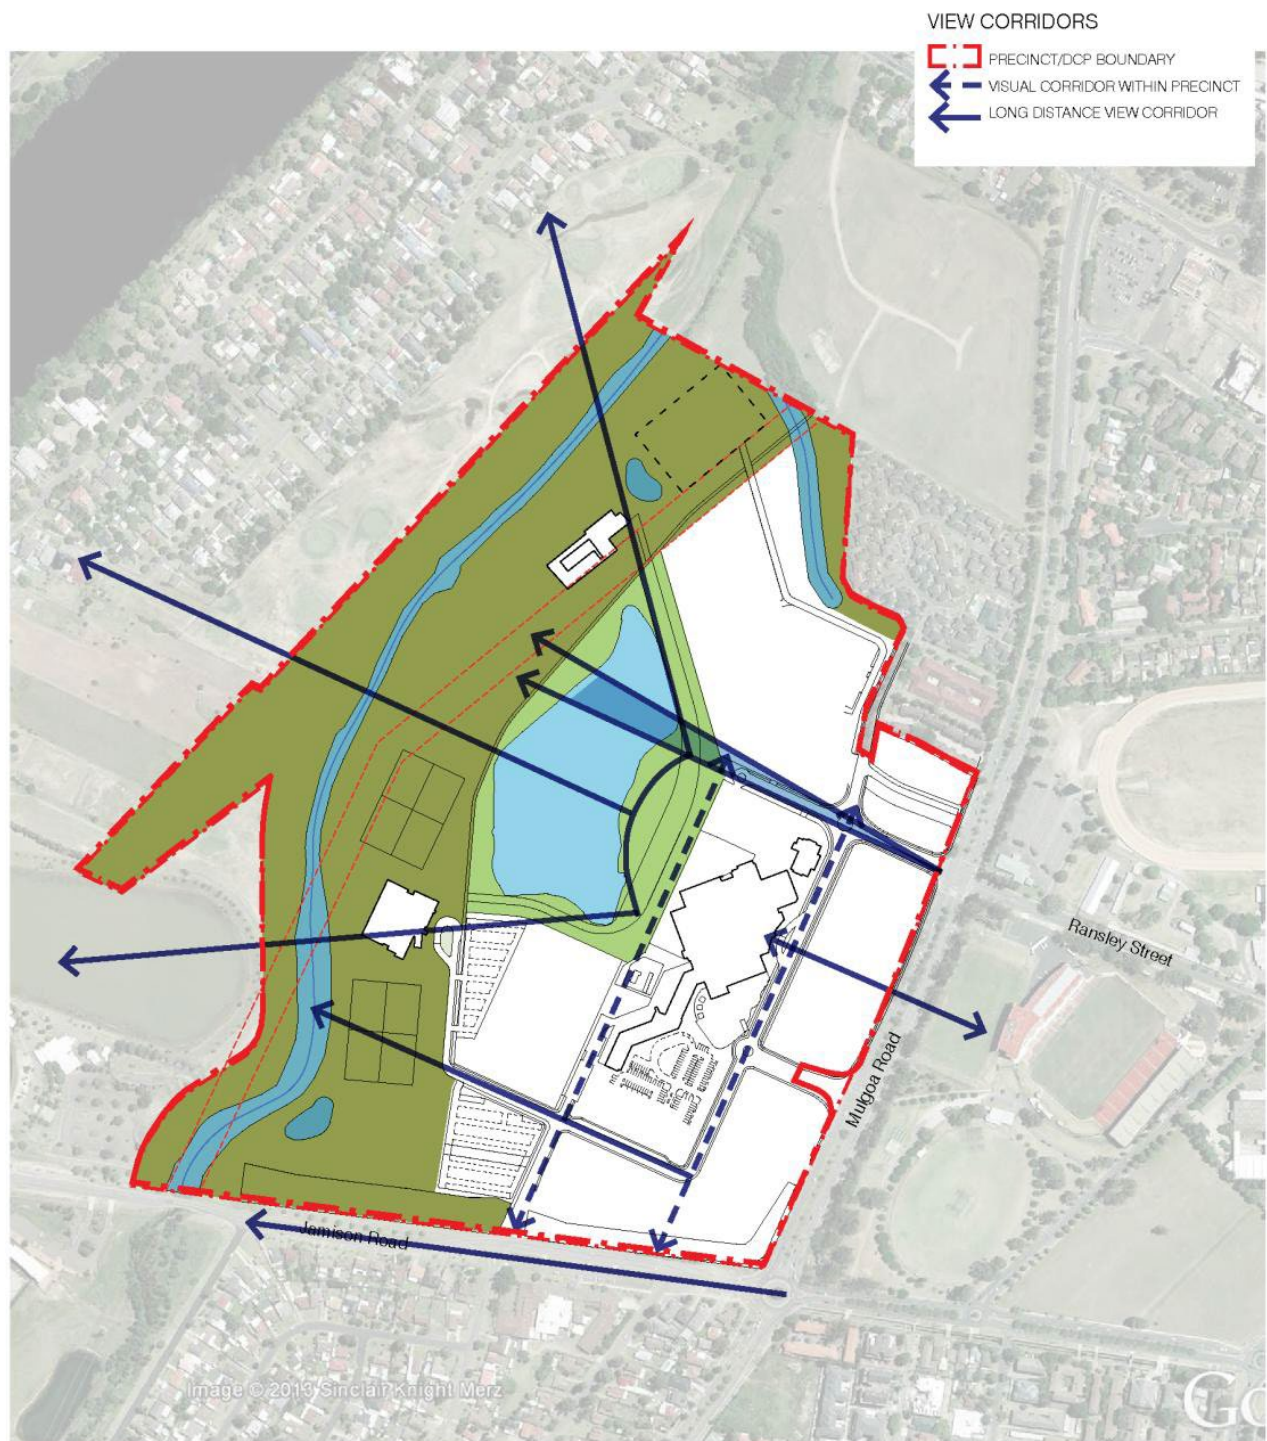 VIEW CORRIDORS
PRECINCT/DCP BOUNDARY
VISUAL CORRIDOR WITHIN PRECINCT
LONG DISTANCE VIEW CORRIDOR
Ransley Street
Mulgoa Road
Jamison Road
Image © 2013 Sinclair Knight Merz
Go